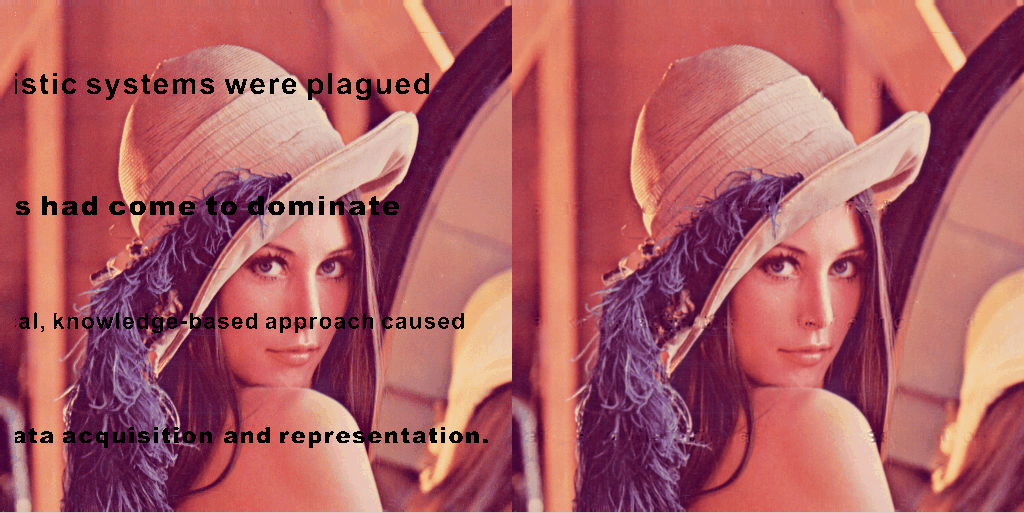 istic systems were plagued
s had come to dominate
al, knowledge-based approach caused
ata acquisition and representation.